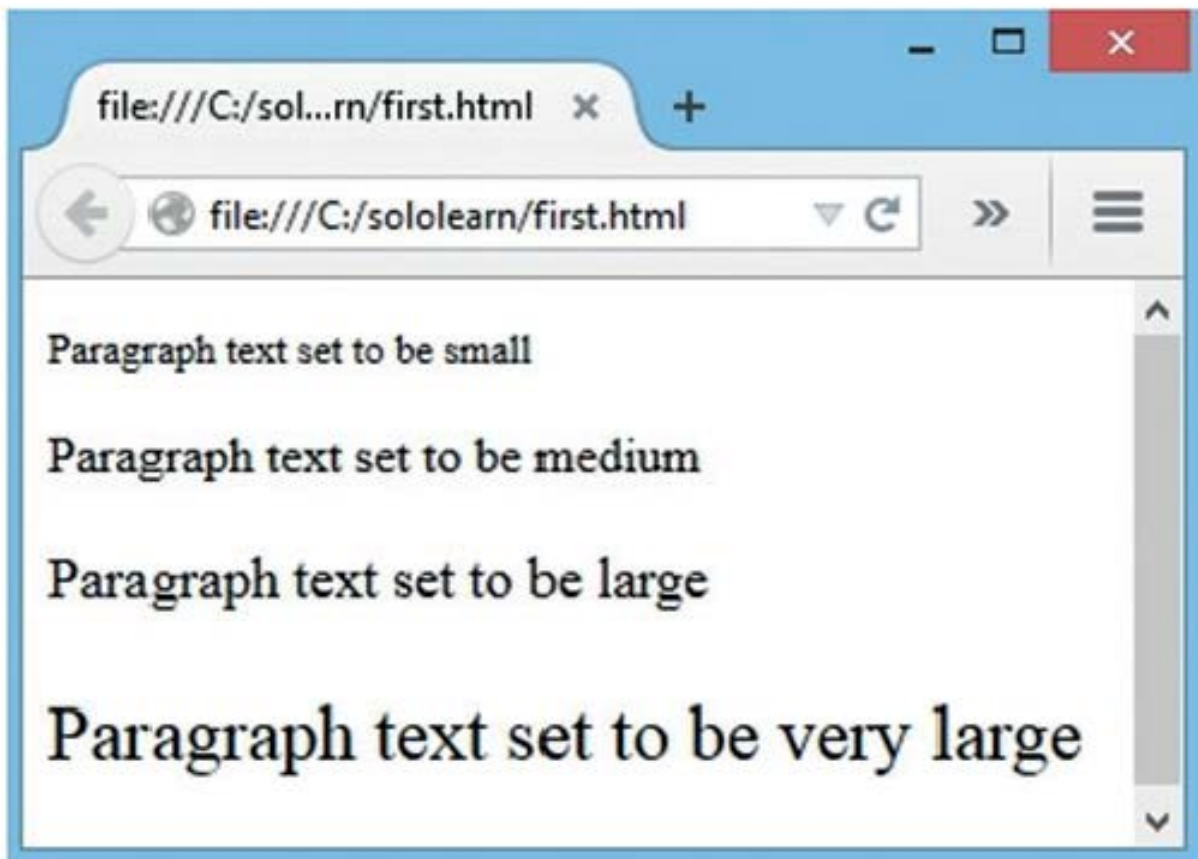 file:///C:/sol...rn/first.html
file:///C:/sololearn/first.html
Paragraph text set to be small
Paragraph text set to be medium
Paragraph text set to be large
Paragraph text set to be very large